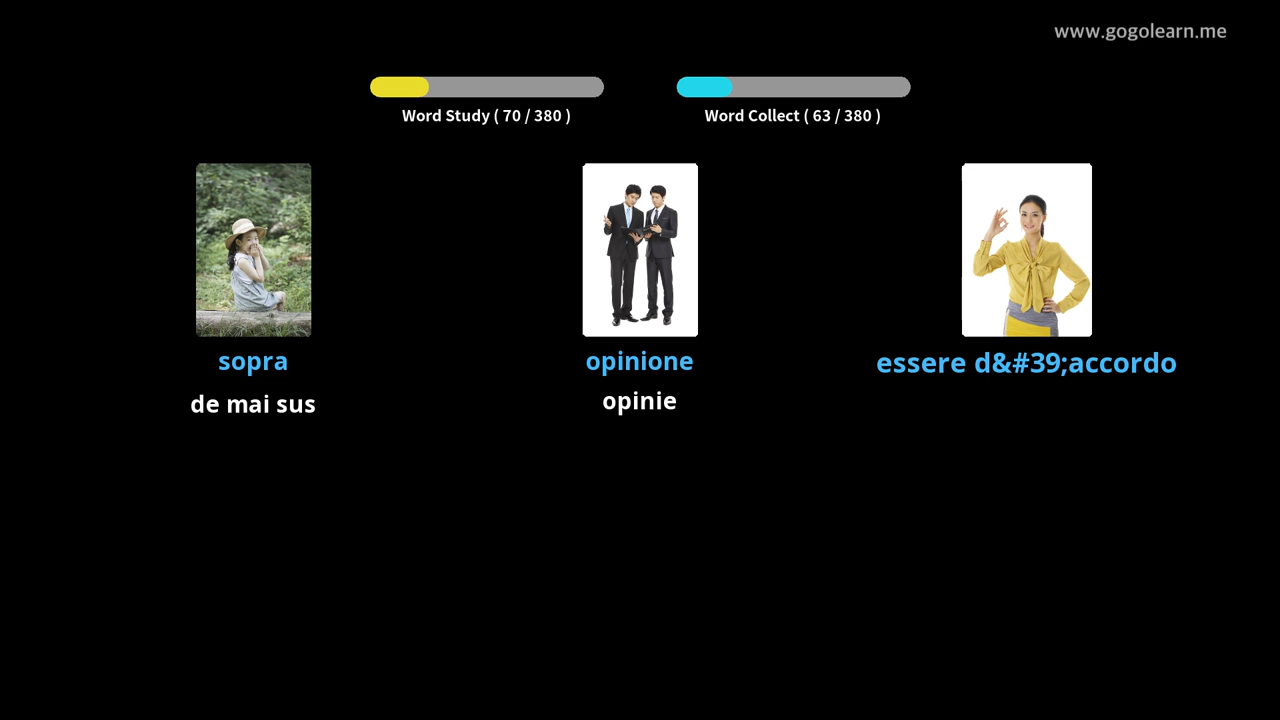 www.gogolearn.me
Word Study ( 70 / 380 )
Word Collect ( 63 / 380 )
sopra
de mai sus
opinione
opinie
essere d&#39;accordo